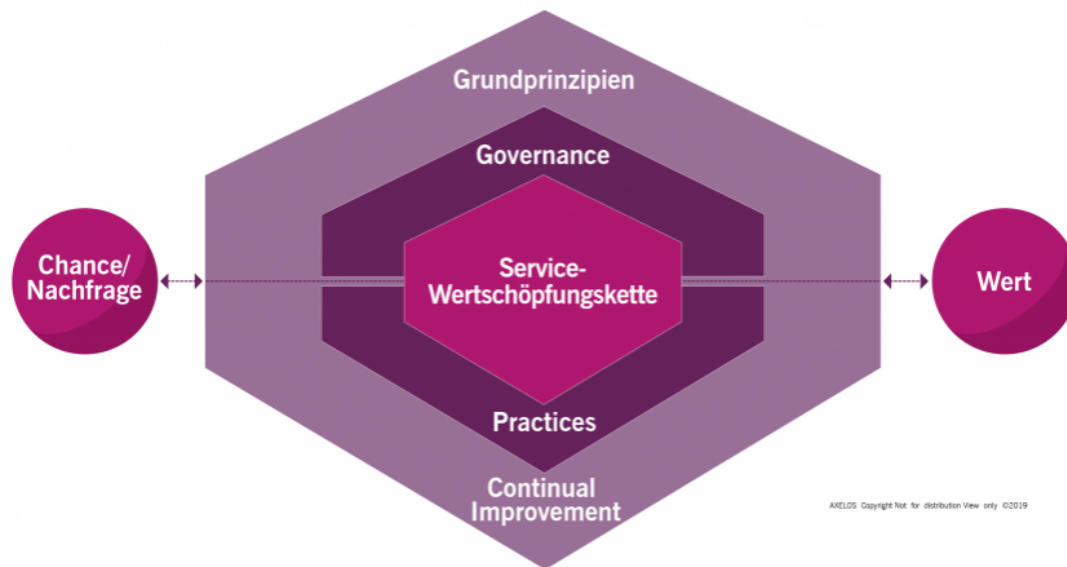 Grundprinzipien
Governance
Chance/
Nachfrage
Service-
Wertschöpfungskette
Wert
Practices
Continual
Improvement
AXELOS Copyright Not for distribution View only ©2019